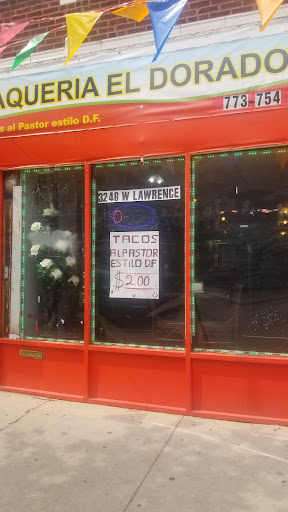 AQUERIA EL DORADO
s al Pastor estilo D.F.
773-754
3246 W LAWRENCE
TACOS
ALPASTOR
ESTILO DF
$2.00